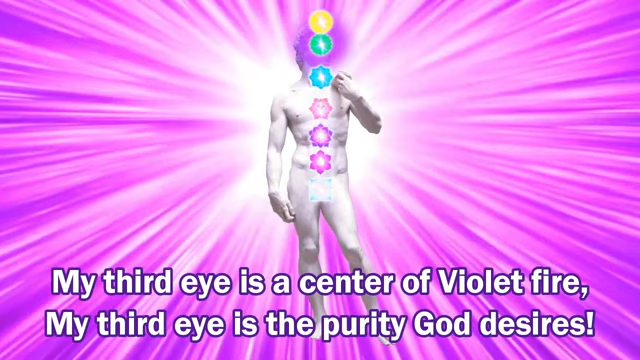 My third eye is a center of Violet fire,
My third eye is the purity God desires!